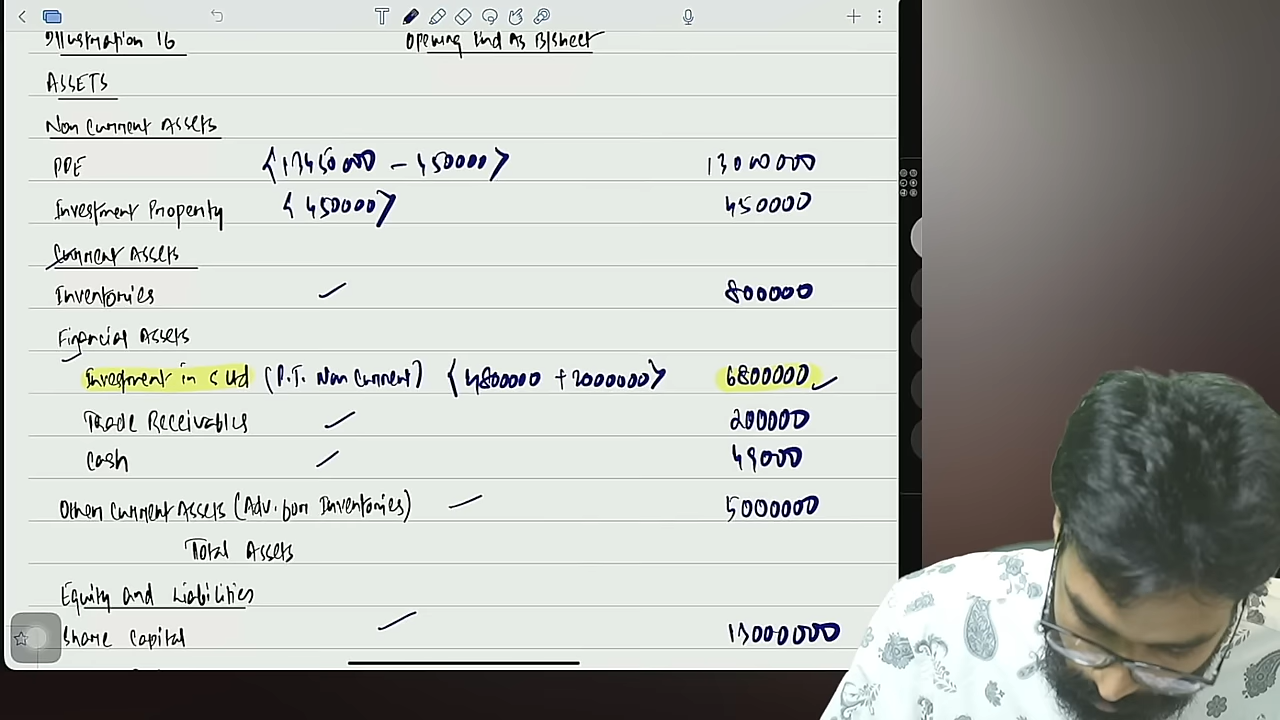 Illustration 16 Opening Ind AS B/Sheet
ASSETS
Non Current Assets
PPE <13450000 - 450000> 13000000
Investment Property <450000> 450000
Current Assets
Inventories 800000
Financial Assets
Investment in S Ltd (P.T. Non Current) <4800000 + 2000000> 6800000
Trade Receivables 200000
Cash 49000
Other Current Assets (Adv. for Inventories) 5000000
Total Assets
Equity and Liabilities
Share Capital 13000000